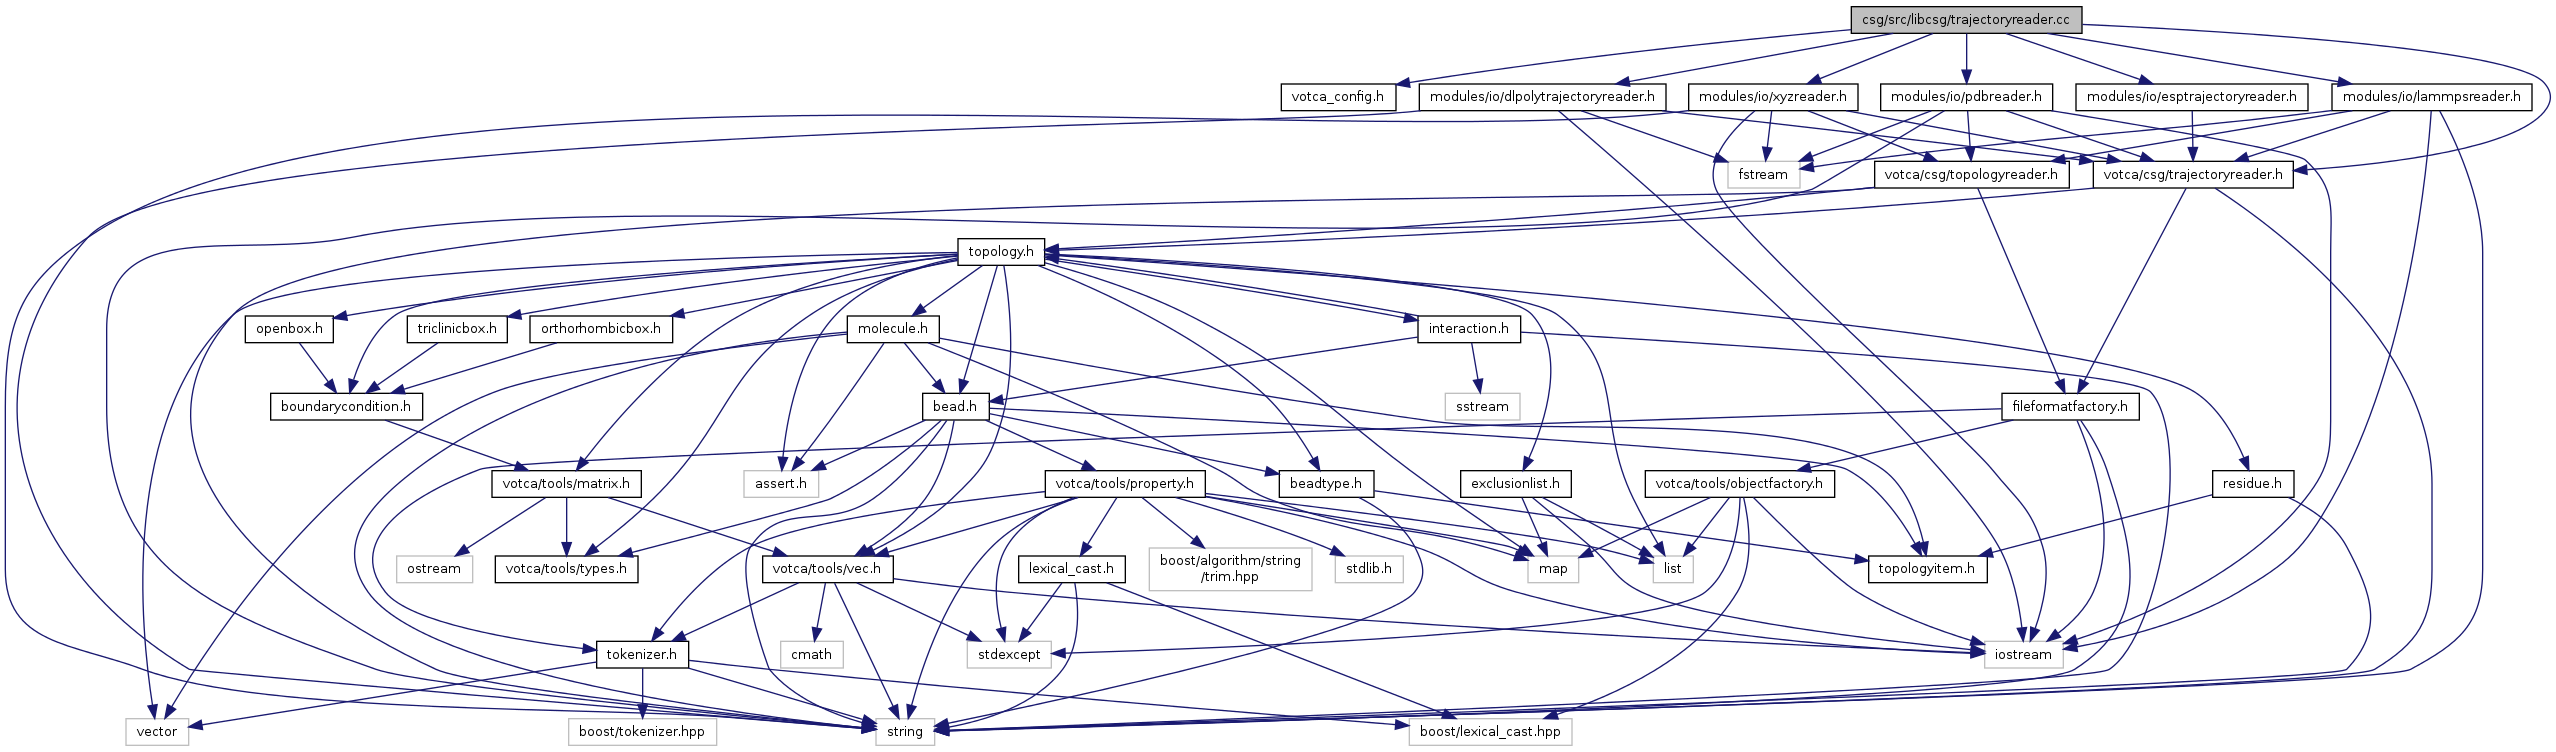 csg/src/libcsg/trajectoryreader.cc
votca_config.h
modules/io/dlpolytrajectoryreader.h
modules/io/xyzreader.h
modules/io/pdbreader.h
modules/io/esptrajectoryreader.h
modules/io/lammpsreader.h
fstream
votca/csg/topologyreader.h
votca/csg/trajectoryreader.h
topology.h
openbox.h
triclinicbox.h
orthorhombicbox.h
molecule.h
interaction.h
boundarycondition.h
bead.h
sstream
fileformatfactory.h
votca/tools/matrix.h
assert.h
votca/tools/property.h
beadtype.h
exclusionlist.h
votca/tools/objectfactory.h
residue.h
ostream
votca/tools/types.h
votca/tools/vec.h
lexical_cast.h
boost/algorithm/string
/trim.hpp
stdlib.h
map
list
topologyitem.h
tokenizer.h
cmath
stdexcept
iostream
vector
boost/tokenizer.hpp
string
boost/lexical_cast.hpp